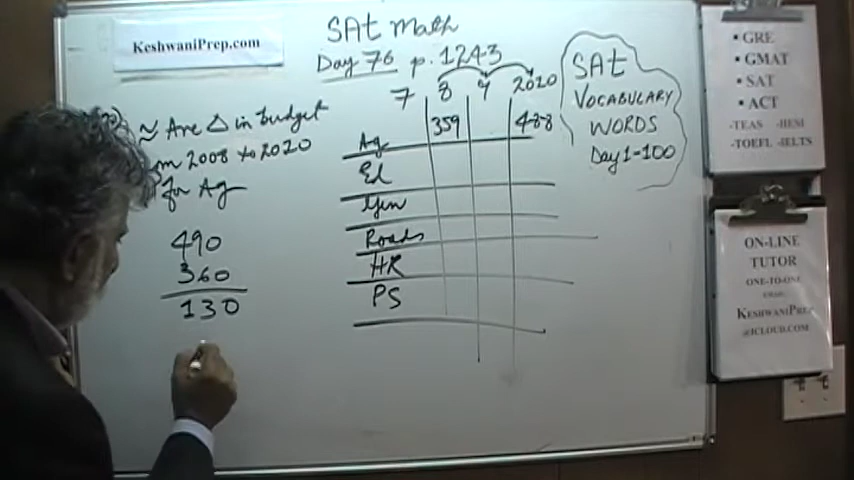 KeshwaniPrep.com
SAt Math
Day 76 p. 1243
≈ Ave Δ in budget
2008 to 2020
for Ag
490
360
130
7 8 9 2020
Ag 359 488
Ed
Gen
Roads
HR
PS
SAt
VOCABULARY
WORDS
Day 1-100
• GRE
• GMAT
• SAT
• ACT
-TEAS -HESI
-TOEFL -IELTS
ON-LINE
TUTOR
ONE-TO-ONE
KESHWANIPREP
@ICLOUD.COM